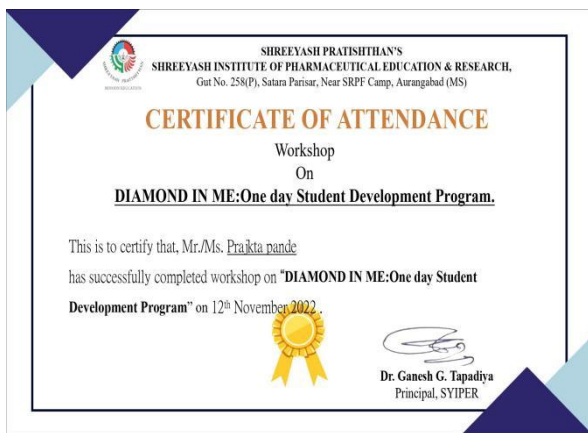 SHREEYASH PRATISHTHAN'S
SHREEYASH INSTITUTE OF PHARMACEUTICAL EDUCATION & RESEARCH,
Gut No. 258(P), Satara Parisar, Near SRPF Camp, Aurangabad (MS)
CERTIFICATE OF ATTENDANCE
Workshop
On
DIAMOND IN ME:One day Student Development Program.
This is to certify that, Mr./Ms. Prajkta pande
has successfully completed workshop on "DIAMOND IN ME:One day Student
Development Program" on 12th November 2022 .
Dr. Ganesh G. Tapadiya
Principal, SYIPER